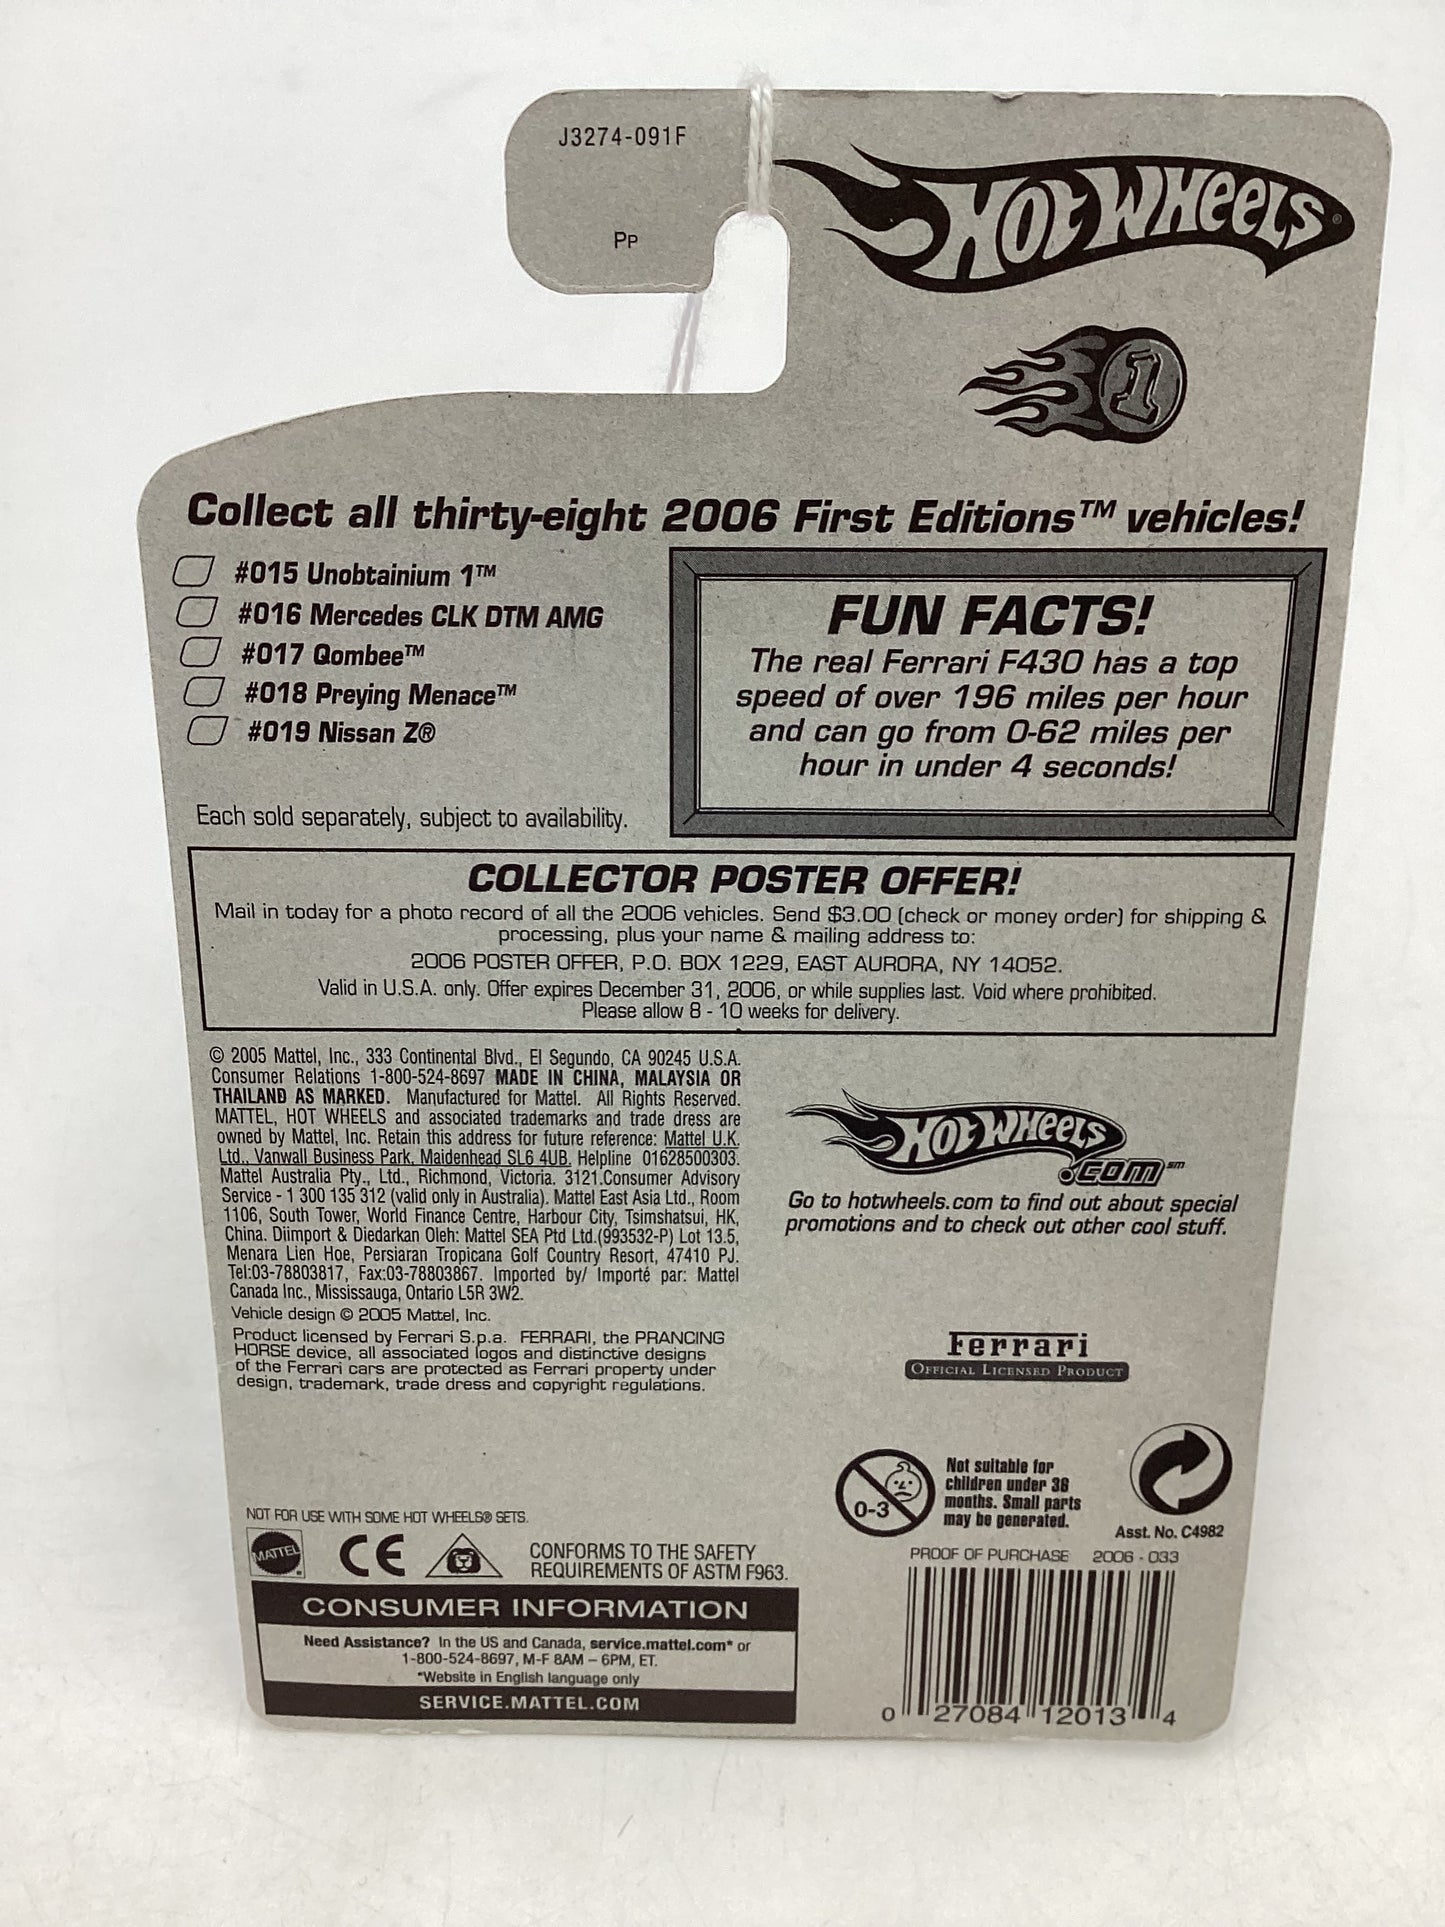 J3274-091F
PP
HOT WHEELS®
1
Collect all thirty-eight 2006 First Editions™ vehicles!
#015 Unobtainium 1™
#016 Mercedes CLK DTM AMG
#017 Qombee™
#018 Preying Menace™
#019 Nissan Z®
Each sold separately, subject to availability.
FUN FACTS!
The real Ferrari F430 has a top
speed of over 196 miles per hour
and can go from 0-62 miles per
hour in under 4 seconds!
COLLECTOR POSTER OFFER!
Mail in today for a photo record of all the 2006 vehicles. Send $3.00 (check or money order) for shipping &
processing, plus your name & mailing address to:
2006 POSTER OFFER, P.O. BOX 1229, EAST AURORA, NY 14052.
Valid in U.S.A. only. Offer expires December 31, 2006, or while supplies last. Void where prohibited.
Please allow 8 - 10 weeks for delivery.
© 2005 Mattel, Inc., 333 Continental Blvd., El Segundo, CA 90245 U.S.A.
Consumer Relations 1-800-524-8697 MADE IN CHINA, MALAYSIA OR
THAILAND AS MARKED. Manufactured for Mattel. All Rights Reserved.
MATTEL, HOT WHEELS and associated trademarks and trade dress are
owned by Mattel, Inc. Retain this address for future reference: Mattel U.K.
Ltd., Vanwall Business Park, Maidenhead SL6 4UB. Helpline 01628500303.
Mattel Australia Pty., Ltd., Richmond, Victoria. 3121.Consumer Advisory
Service - 1 300 135 312 (valid only in Australia). Mattel East Asia Ltd., Room
1106, South Tower, World Finance Centre, Harbour City, Tsimshatsui, HK,
China. Diimport & Diedarkan Oleh: Mattel SEA Ptd Ltd.(993532-P) Lot 13.5,
Menara Lien Hoe, Persiaran Tropicana Golf Country Resort, 47410 PJ.
Tel:03-78803817, Fax:03-78803867. Imported by/ Importé par: Mattel
Canada Inc., Mississauga, Ontario L5R 3W2.
Vehicle design © 2005 Mattel, Inc.
Product licensed by Ferrari S.p.a. FERRARI, the PRANCING
HORSE device, all associated logos and distinctive designs
of the Ferrari cars are protected as Ferrari property under
design, trademark, trade dress and copyright regulations.
HOT WHEELS
.COM℠
Go to hotwheels.com to find out about special
promotions and to check out other cool stuff.
Ferrari
OFFICIAL LICENSED PRODUCT
0-3
Not suitable for
children under 36
months. Small parts
may be generated.
Asst. No. C4982
PROOF OF PURCHASE 2006 - 033
0 27084 12013 4
NOT FOR USE WITH SOME HOT WHEELS® SETS.
MATTEL
CE
CONFORMS TO THE SAFETY
REQUIREMENTS OF ASTM F963.
CONSUMER INFORMATION
Need Assistance? In the US and Canada, service.mattel.com* or
1-800-524-8697, M-F 8AM – 6PM, ET.
*Website in English language only
SERVICE.MATTEL.COM